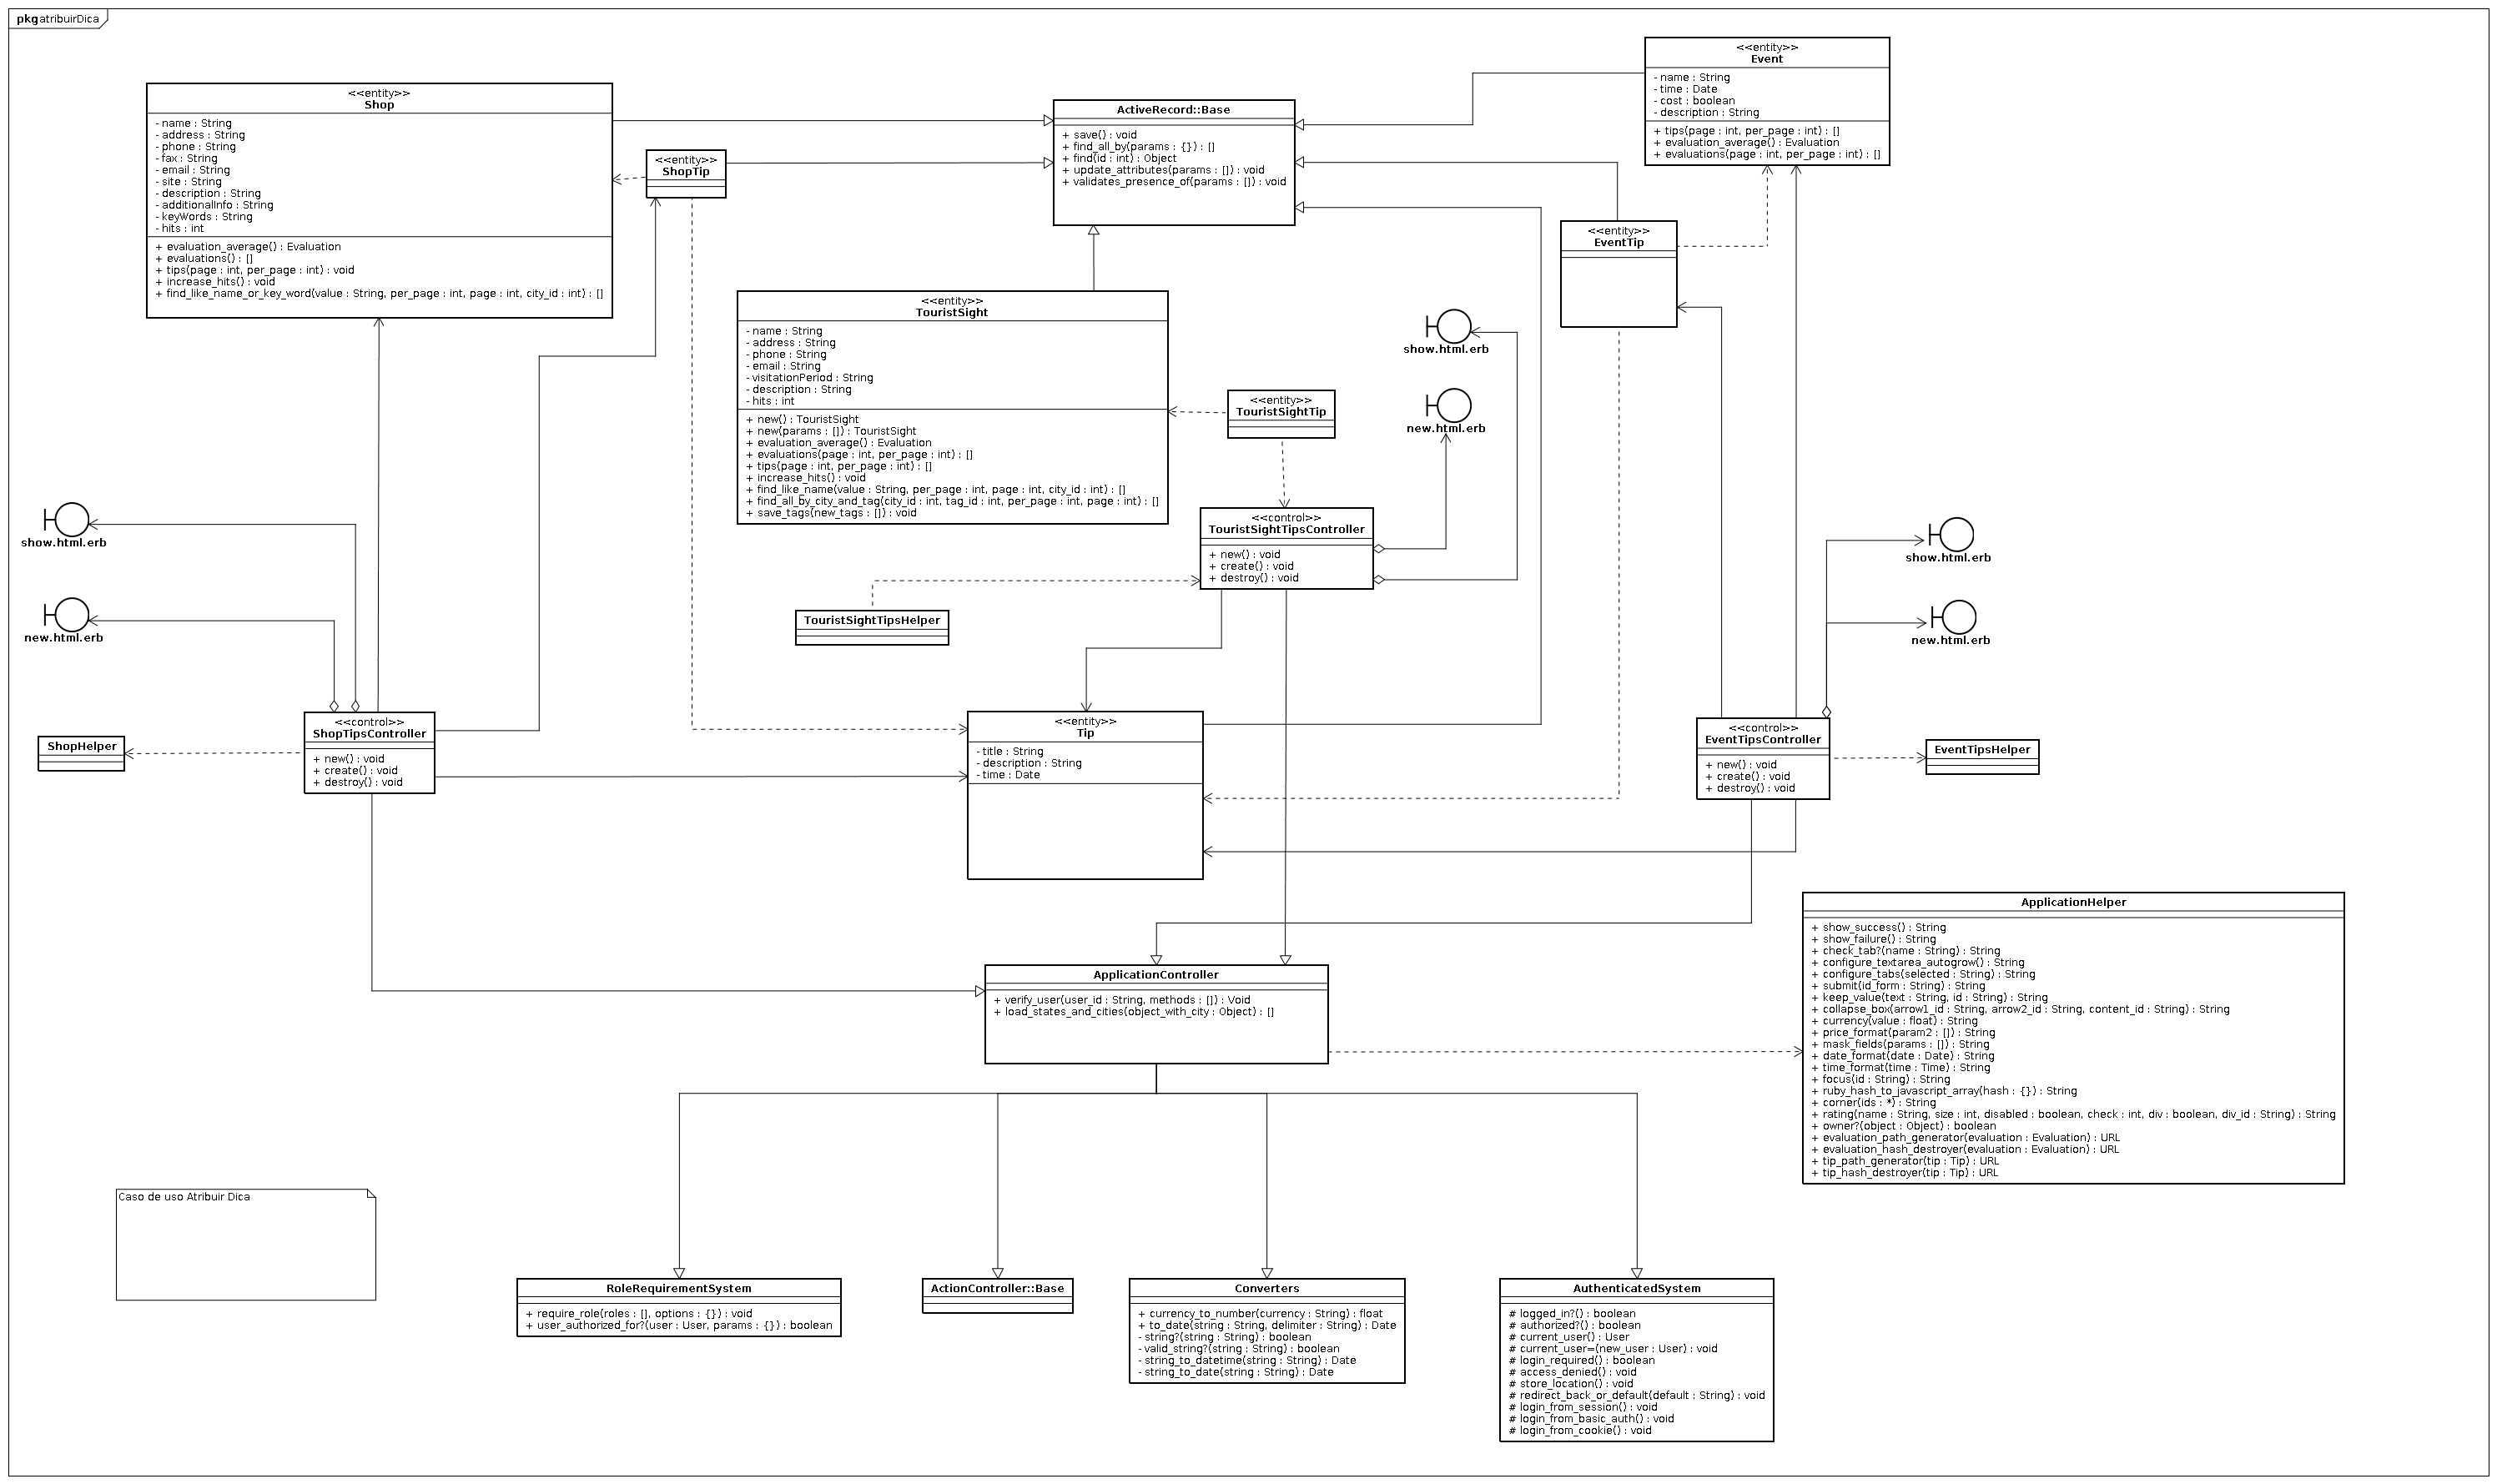 pkg atribuirDica
<<entity>>
Event
- name : String
- time : Date
- cost : boolean
- description : String
+ tips(page : int, per_page : int) : []
+ evaluation_average() : Evaluation
+ evaluations(page : int, per_page : int) : []
<<entity>>
Shop
- name : String
- address : String
- phone : String
- fax : String
- email : String
- site : String
- description : String
- additionalInfo : String
- keyWords : String
- hits : int
+ evaluation_average() : Evaluation
+ evaluations() : []
+ tips(page : int, per_page : int) : void
+ increase_hits() : void
+ find_like_name_or_key_word(value : String, per_page : int, page : int, city_id : int) : []
ActiveRecord::Base
+ save() : void
+ find_all_by(params : {}) : []
+ find(id : int) : Object
+ update_attributes(params : []) : void
+ validates_presence_of(params : []) : void
<<entity>>
ShopTip
<<entity>>
EventTip
<<entity>>
TouristSight
- name : String
- address : String
- phone : String
- email : String
- visitationPeriod : String
- description : String
- hits : int
+ new() : TouristSight
+ new(params : []) : TouristSight
+ evaluation_average() : Evaluation
+ evaluations(page : int, per_page : int) : []
+ tips(page : int, per_page : int) : []
+ increase_hits() : void
+ find_like_name(value : String, per_page : int, page : int, city_id : int) : []
+ find_all_by_city_and_tag(city_id : int, tag_id : int, per_page : int, page : int) : []
+ save_tags(new_tags : []) : void
show.html.erb
new.html.erb
<<entity>>
TouristSightTip
<<control>>
TouristSightTipsController
+ new() : void
+ create() : void
+ destroy() : void
show.html.erb
new.html.erb
show.html.erb
new.html.erb
TouristSightTipsHelper
<<control>>
ShopTipsController
+ new() : void
+ create() : void
+ destroy() : void
ShopHelper
<<entity>>
Tip
- title : String
- description : String
- time : Date
<<control>>
EventTipsController
+ new() : void
+ create() : void
+ destroy() : void
EventTipsHelper
ApplicationHelper
+ show_success() : String
+ show_failure() : String
+ check_tab?(name : String) : String
+ configure_textarea_autogrow() : String
+ configure_tabs(selected : String) : String
+ submit(id_form : String) : String
+ keep_value(text : String, id : String) : String
+ collapse_box(arrow1_id : String, arrow2_id : String, content_id : String) : String
+ currency(value : float) : String
+ price_format(param2 : []) : String
+ mask_fields(params : []) : String
+ date_format(date : Date) : String
+ time_format(time : Time) : String
+ focus(id : String) : String
+ ruby_hash_to_javascript_array(hash : {}) : String
+ corner(ids : *) : String
+ rating(name : String, size : int, disabled : boolean, check : int, div : boolean, div_id : String) : String
+ owner?(object : Object) : boolean
+ evaluation_path_generator(evaluation : Evaluation) : URL
+ evaluation_hash_destroyer(evaluation : Evaluation) : URL
+ tip_path_generator(tip : Tip) : URL
+ tip_hash_destroyer(tip : Tip) : URL
ApplicationController
+ verify_user(user_id : String, methods : []) : Void
+ load_states_and_cities(object_with_city : Object) : []
Caso de uso Atribuir Dica
RoleRequirementSystem
+ require_role(roles : [], options : {}) : void
+ user_authorized_for?(user : User, params : {}) : boolean
ActionController::Base
Converters
+ currency_to_number(currency : String) : float
+ to_date(string : String, delimiter : String) : Date
- string?(string : String) : boolean
- valid_string?(string : String) : boolean
- string_to_datetime(string : String) : Date
- string_to_date(string : String) : Date
AuthenticatedSystem
# logged_in?() : boolean
# authorized?() : boolean
# current_user() : User
# current_user=(new_user : User) : void
# login_required() : boolean
# access_denied() : void
# store_location() : void
# redirect_back_or_default(default : String) : void
# login_from_session() : void
# login_from_basic_auth() : void
# login_from_cookie() : void